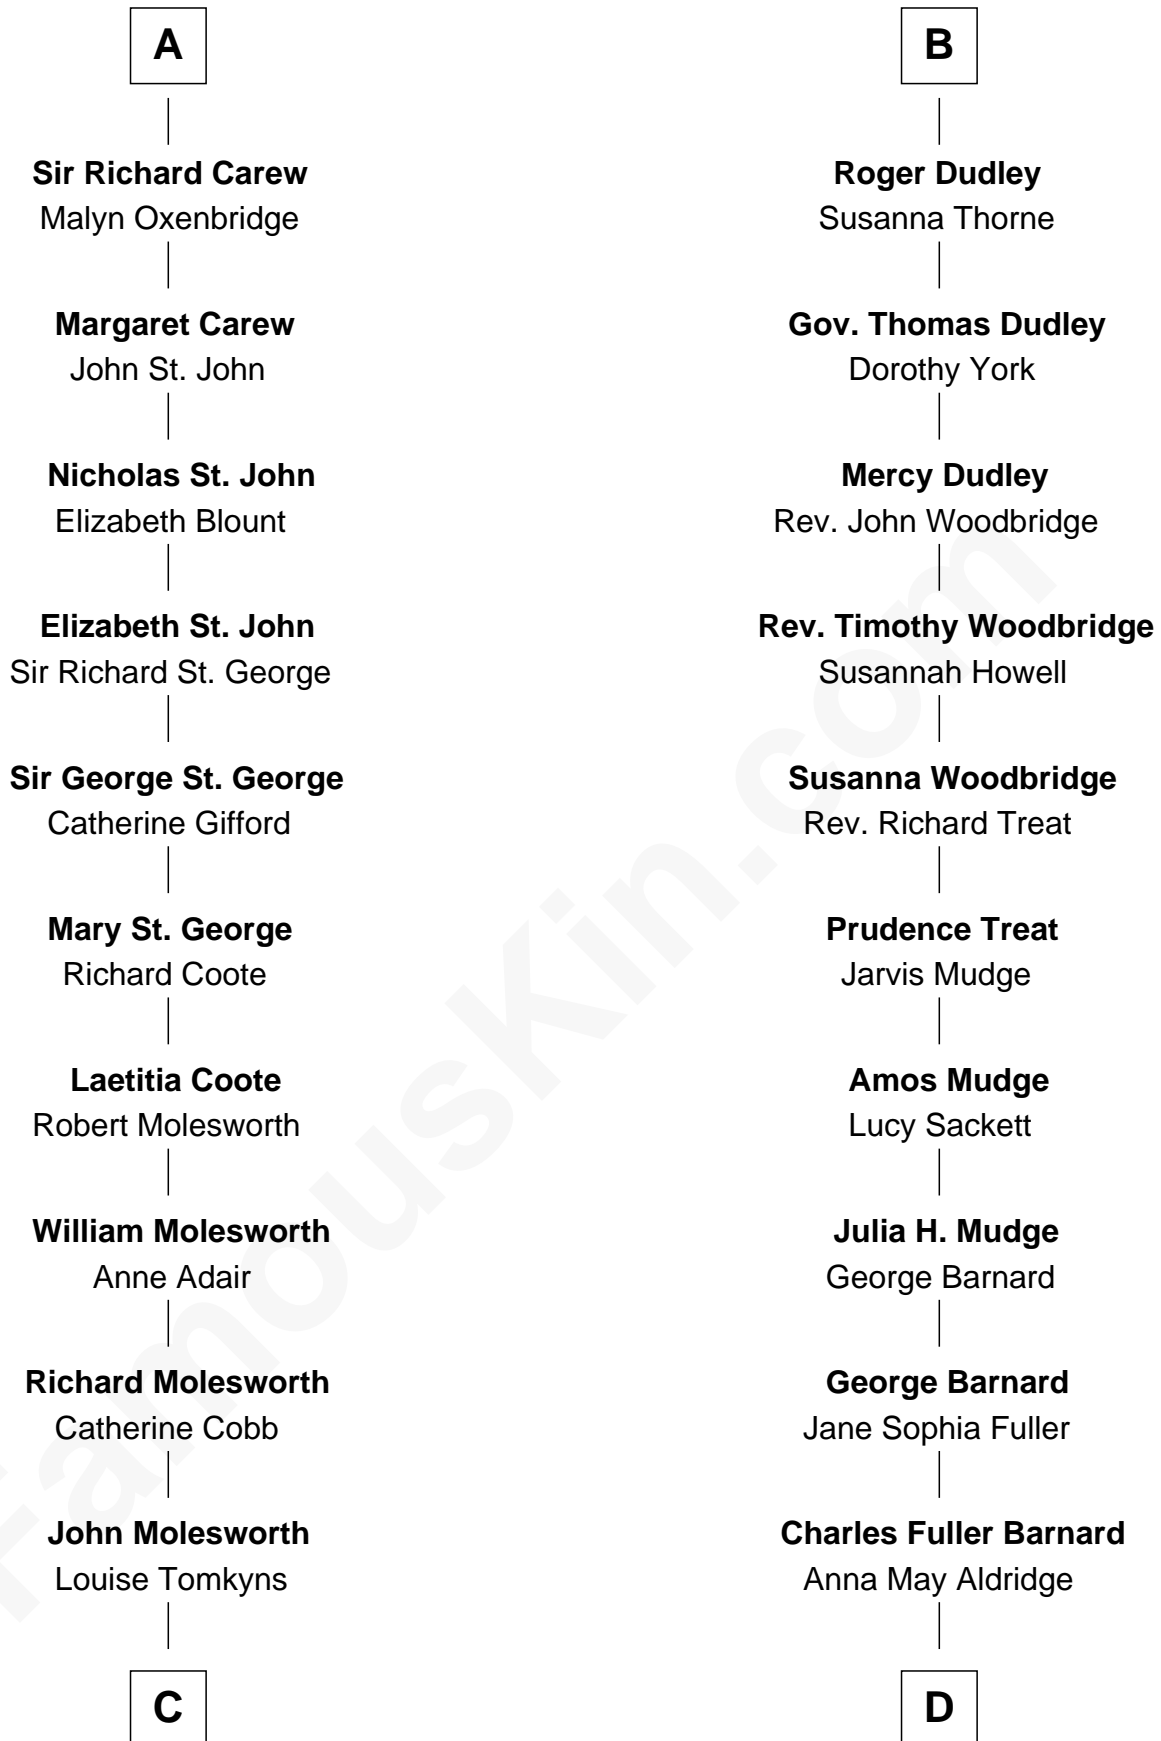 A
Sir Richard Carew
Malyn Oxenbridge
Margaret Carew
John St. John
Nicholas St. John
Elizabeth Blount
Elizabeth St. John
Sir Richard St. George
Sir George St. George
Catherine Gifford
Mary St. George
Richard Coote
Laetitia Coote
Robert Molesworth
William Molesworth
Anne Adair
Richard Molesworth
Catherine Cobb
John Molesworth
Louise Tomkyns
C
B
Roger Dudley
Susanna Thorne
Gov. Thomas Dudley
Dorothy York
Mercy Dudley
Rev. John Woodbridge
Rev. Timothy Woodbridge
Susannah Howell
Susanna Woodbridge
Rev. Richard Treat
Prudence Treat
Jarvis Mudge
Amos Mudge
Lucy Sackett
Julia H. Mudge
George Barnard
George Barnard
Jane Sophia Fuller
Charles Fuller Barnard
Anna May Aldridge
D
FamousKin.com